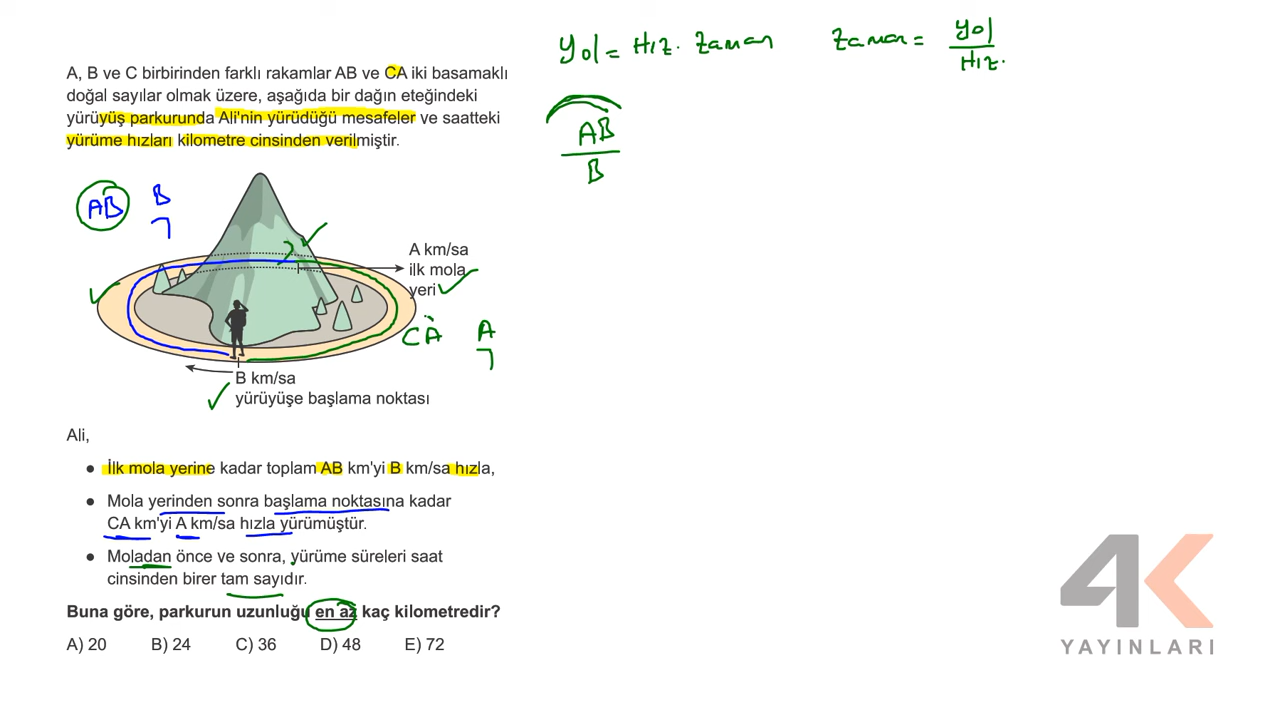 Yol = Hız. Zaman
Zaman = Yol
Hız.
A, B ve C birbirinden farklı rakamlar AB ve CA iki basamaklı
doğal sayılar olmak üzere, aşağıda bir dağın eteğindeki
yürüyüş parkurunda Ali'nin yürüdüğü mesafeler ve saatteki
yürüme hızları kilometre cinsinden verilmiştir.
AB
B
AB
B
A km/sa
ilk mola
yeri
CA
A
B km/sa
yürüyüşe başlama noktası
Ali,
● İlk mola yerine kadar toplam AB km'yi B km/sa hızla,
● Mola yerinden sonra başlama noktasına kadar
CA km'yi A km/sa hızla yürümüştür.
● Moladan önce ve sonra, yürüme süreleri saat
cinsinden birer tam sayıdır.
Buna göre, parkurun uzunluğu en az kaç kilometredir?
A) 20 B) 24 C) 36 D) 48 E) 72
4K
YAYINLARI